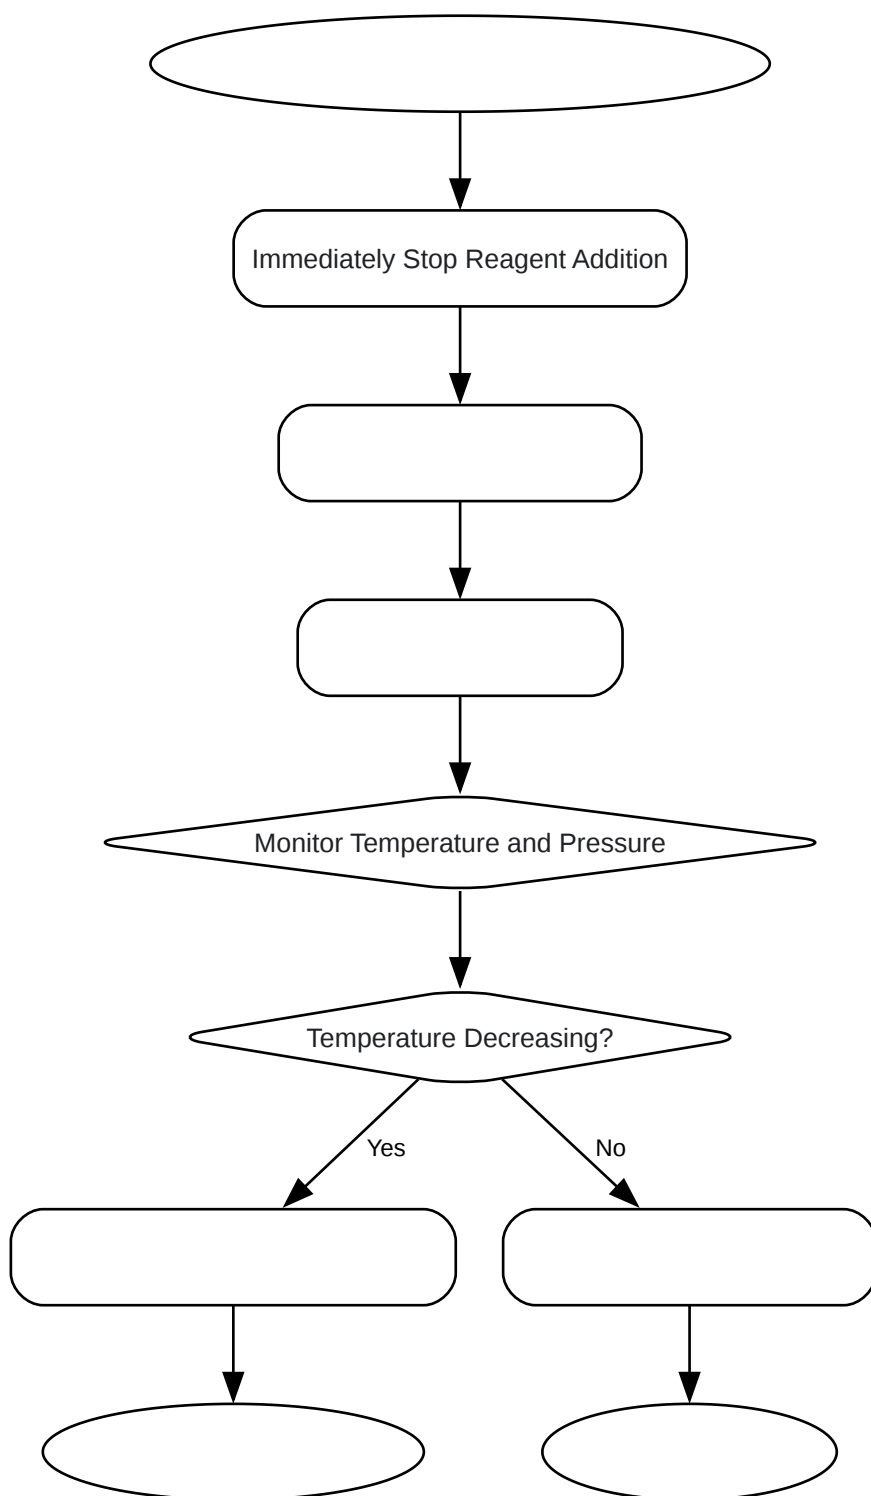 Immediately Stop Reagent Addition
Monitor Temperature and Pressure
Temperature Decreasing?
Yes
No